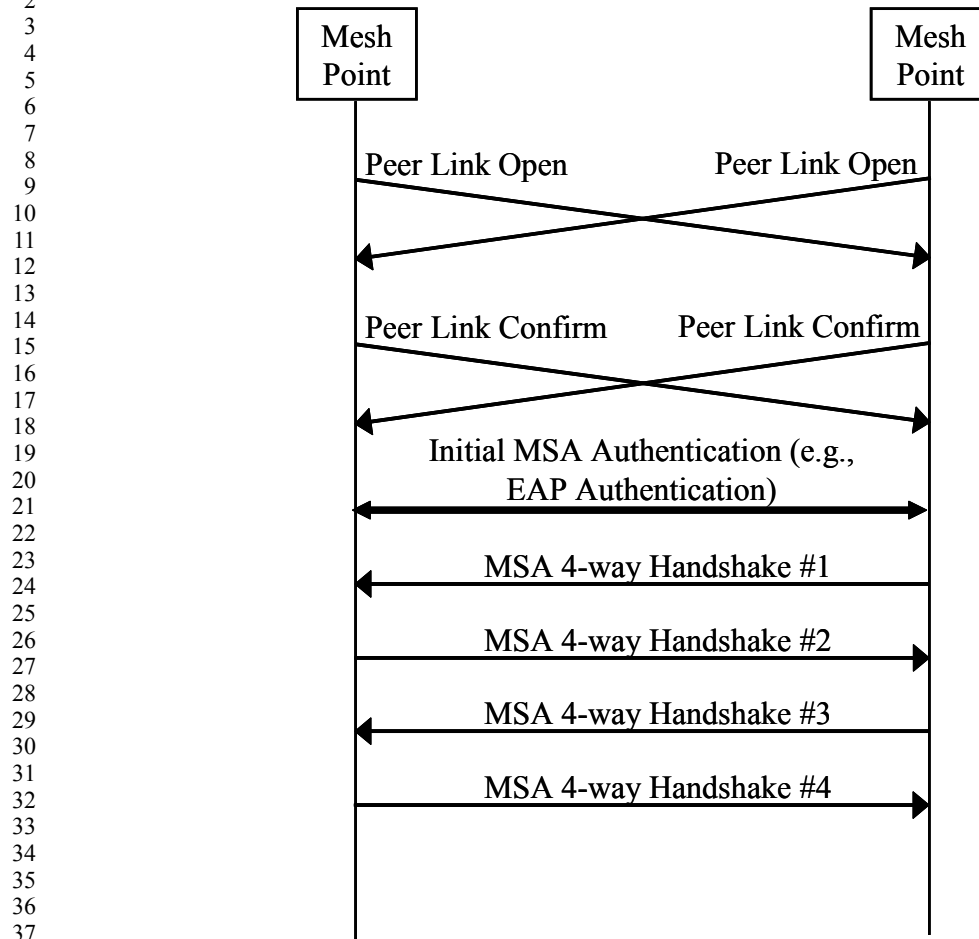 2
3
Mesh
Point
Mesh
Point
4
5
6
7
8
Peer Link Open
Peer Link Open
9
10
11
12
13
14
Peer Link Confirm
Peer Link Confirm
15
16
17
18
19
Initial MSA Authentication (e.g.,
EAP Authentication)
20
21
22
23
MSA 4-way Handshake #1
24
25
26
MSA 4-way Handshake #2
27
28
29
MSA 4-way Handshake #3
30
31
32
MSA 4-way Handshake #4
33
34
35
36
37